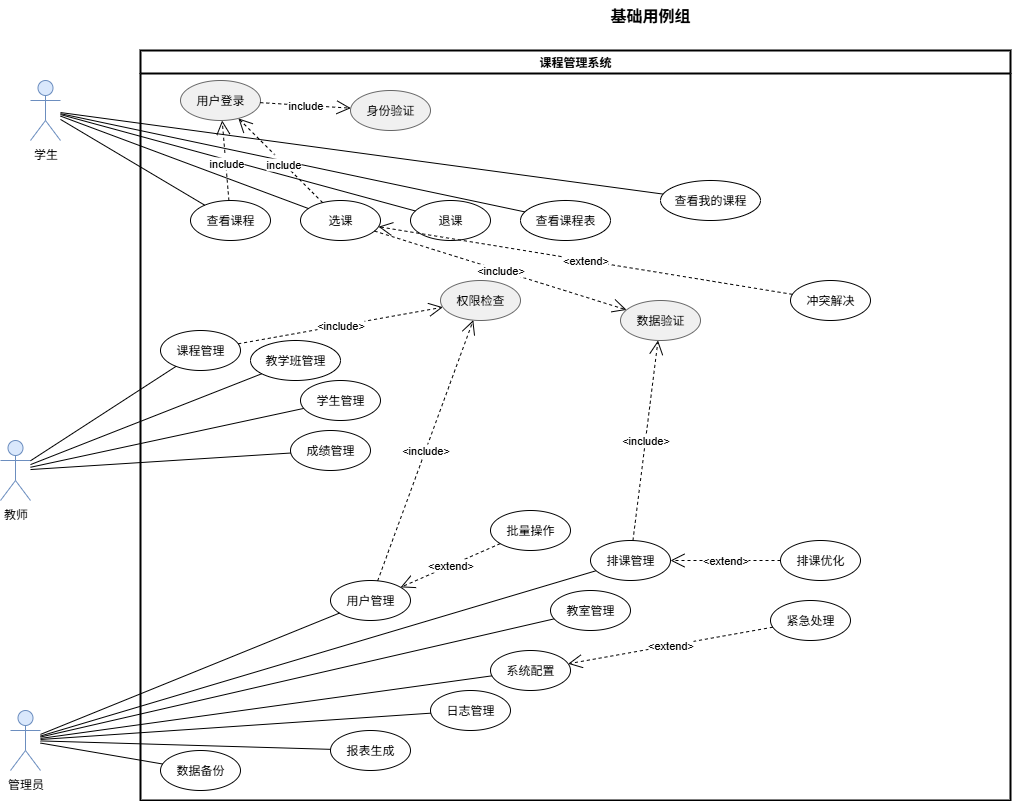 基础用例组
课程管理系统
用户登录
include
身份验证
学生
include
include
查看我的课程
查看课程
选课
退课
查看课程表
<extend>
<include>
权限检查
冲突解决
数据验证
<include>
课程管理
教学班管理
学生管理
成绩管理
<include>
<include>
教师
批量操作
<extend>
排课管理
<extend>
排课优化
用户管理
教室管理
紧急处理
<extend>
系统配置
日志管理
报表生成
数据备份
管理员